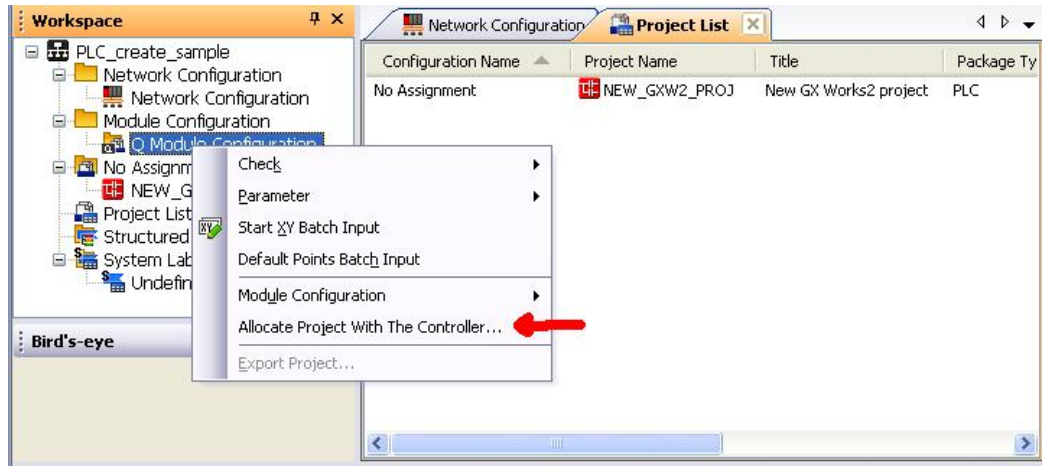 Workspace
PLC_create_sample
Network Configuration
Network Configuration
Module Configuration
Q Module Configuration
No Assignm
NEW_G
Project List
Structured
System Lab
Undefin
Bird's-eye
Check
Parameter
XY
Start XY Batch Input
Default Points Batch Input
Module Configuration
Allocate Project With The Controller...
Export Project...
Network Configuration
Project List
Configuration Name Project Name Title Package Ty
No Assignment NEW_GXW2_PROJ New GX Works2 project PLC